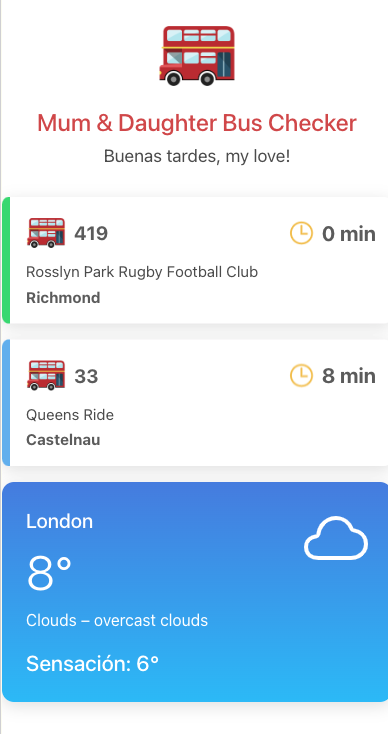 Mum & Daughter Bus Checker
Buenas tardes, my love!
419
0 min
Rosslyn Park Rugby Football Club
Richmond
33
8 min
Queens Ride
Castelnau
London
8°
Clouds – overcast clouds
Sensación: 6°